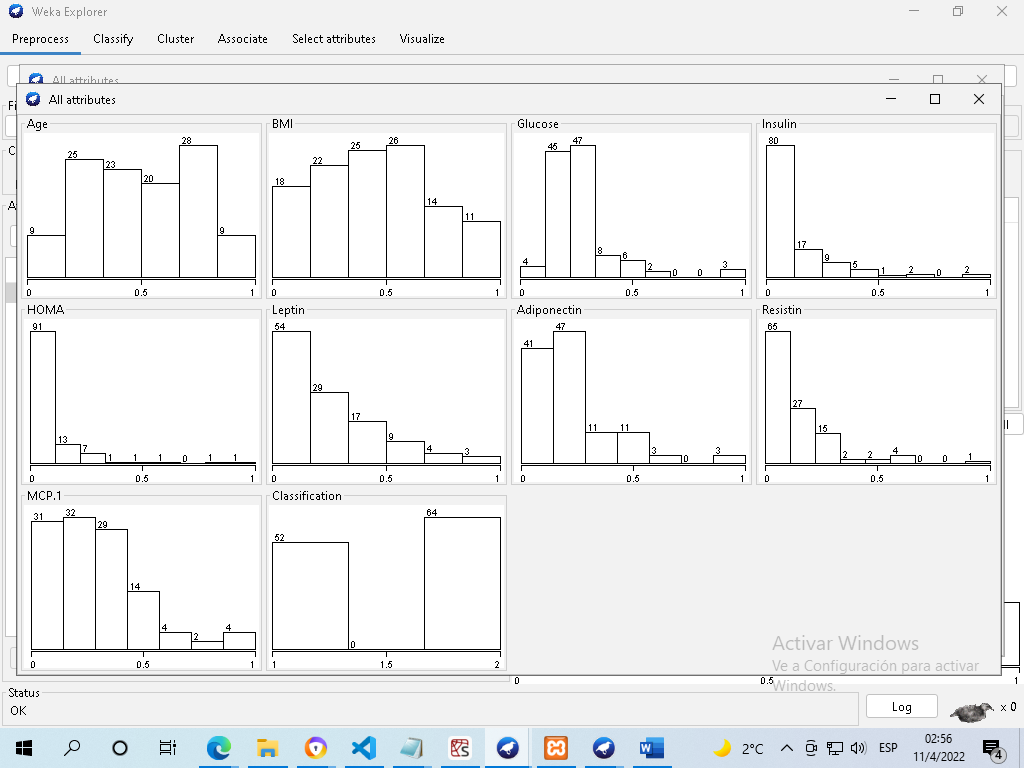 Weka Explorer
Preprocess Classify Cluster Associate Select attributes Visualize
All attributes
All attributes
Age
9 25 23 20 28 9
0 0.5 1
BMI
18 22 25 26 14 11
0 0.5 1
Glucose
4 45 47 8 6 2 0 0 3
0 0.5 1
Insulin
80 17 9 5 1 2 0 2
0 0.5 1
HOMA
91 13 7 1 1 1 0 1 1
0 0.5 1
Leptin
54 29 17 9 4 3
0 0.5 1
Adiponectin
41 47 11 11 3 0 3
0 0.5 1
Resistin
65 27 15 2 2 4 0 0 1
0 0.5 1
MCP.1
31 32 29 14 4 2 4
0 0.5 1
Classification
52 0 64
1 1.5 2
Activar Windows
Ve a Configuración para activar
Windows.
0 0.5 1
Status
OK
Log
x 0
2°C
ESP
02:56
11/4/2022
4